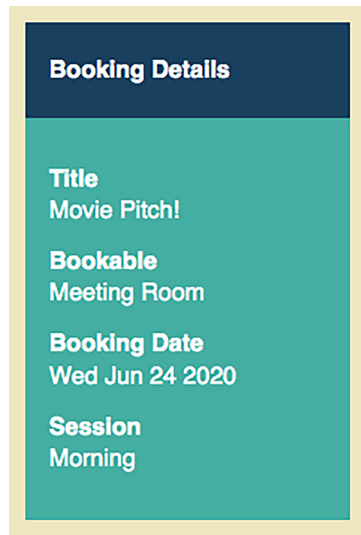 Booking Details
Title
Movie Pitch!
Bookable
Meeting Room
Booking Date
Wed Jun 24 2020
Session
Morning